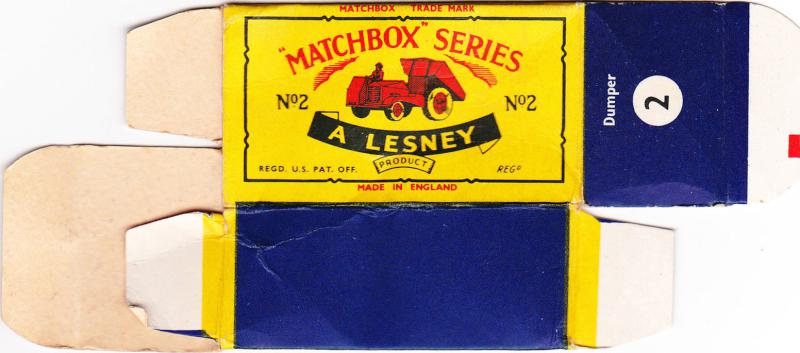 MATCHBOX TRADE MARK
"MATCHBOX" SERIES
Nº2 Nº2
A LESNEY
PRODUCT
REGD. U.S. PAT. OFF. REGD
MADE IN ENGLAND
Dumper
2